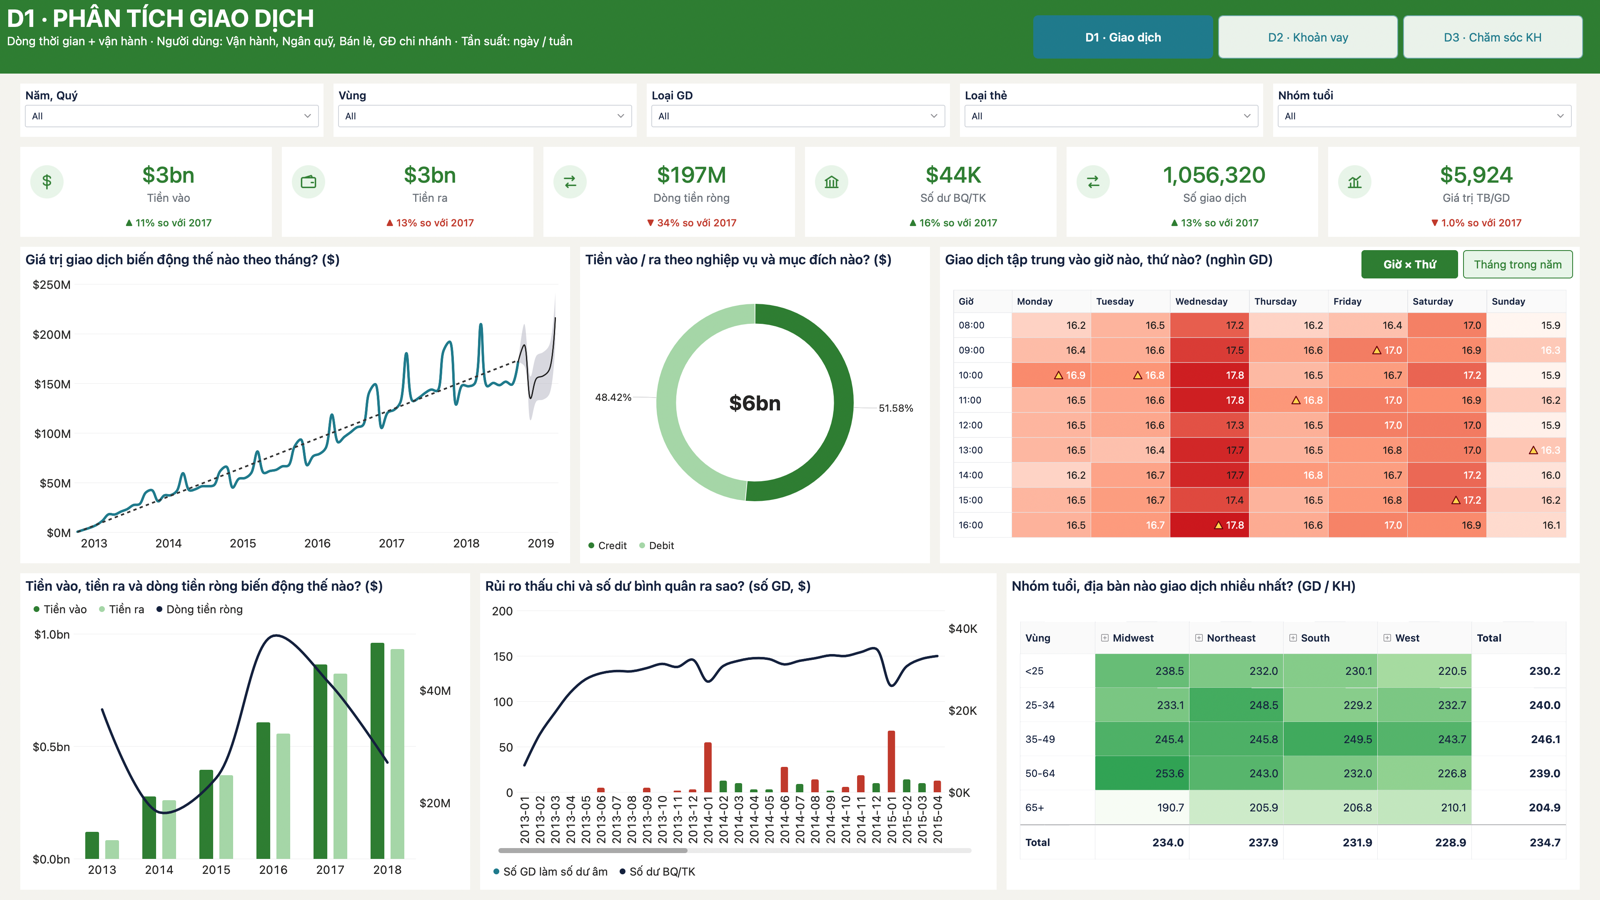 D1 · PHÂN TÍCH GIAO DỊCH
Dòng thời gian + vận hành · Người dùng: Vận hành, Ngân quỹ, Bán lẻ, GĐ chi nhánh · Tần suất: ngày / tuần
D1 · Giao dịch
D2 · Khoản vay
D3 · Chăm sóc KH
Năm, Quý
All
Vùng
All
Loại GD
All
Loại thẻ
All
Nhóm tuổi
All
$
$3bn
Tiền vào
▲ 11% so với 2017
$3bn
Tiền ra
▲ 13% so với 2017
$197M
Dòng tiền ròng
▼ 34% so với 2017
$44K
Số dư BQ/TK
▲ 16% so với 2017
1,056,320
Số giao dịch
▲ 13% so với 2017
$5,924
Giá trị TB/GD
▼ 1.0% so với 2017
Giá trị giao dịch biến động thế nào theo tháng? ($)
$250M
$200M
$150M
$100M
$50M
$0M
2013 2014 2015 2016 2017 2018 2019
Tiền vào / ra theo nghiệp vụ và mục đích nào? ($)
48.42%
$6bn
51.58%
Credit Debit
Giao dịch tập trung vào giờ nào, thứ nào? (nghìn GD)
Giờ × Thứ
Tháng trong năm
Giờ Monday Tuesday Wednesday Thursday Friday Saturday Sunday
08:00 16.2 16.5 17.2 16.2 16.4 17.0 15.9
09:00 16.4 16.6 17.5 16.6 17.0 16.9 16.3
10:00 16.9 16.8 17.8 16.5 16.7 17.2 15.9
11:00 16.5 16.6 17.8 16.8 17.0 16.9 16.2
12:00 16.5 16.6 17.3 16.5 17.0 17.0 15.9
13:00 16.5 16.4 17.7 16.5 16.8 17.0 16.3
14:00 16.2 16.7 17.7 16.8 16.7 17.2 16.0
15:00 16.5 16.7 17.4 16.5 16.8 17.2 16.2
16:00 16.5 16.7 17.8 16.6 17.0 16.9 16.1
Tiền vào, tiền ra và dòng tiền ròng biến động thế nào? ($)
Tiền vào Tiền ra Dòng tiền ròng
$1.0bn
$0.5bn
$0.0bn
$40M
$20M
2013 2014 2015 2016 2017 2018
Rủi ro thấu chi và số dư bình quân ra sao? (số GD, $)
200
150
100
50
0
$40K
$20K
$0K
2013-01 2013-02 2013-03 2013-04 2013-05 2013-06 2013-07 2013-08 2013-09 2013-10 2013-11 2013-12 2014-01 2014-02 2014-03 2014-04 2014-05 2014-06 2014-07 2014-08 2014-09 2014-10 2014-11 2014-12 2015-01 2015-02 2015-03 2015-04
Số GD làm số dư âm Số dư BQ/TK
Nhóm tuổi, địa bàn nào giao dịch nhiều nhất? (GD / KH)
Vùng Midwest Northeast South West Total
<25 238.5 232.0 230.1 220.5 230.2
25-34 233.1 248.5 229.2 232.7 240.0
35-49 245.4 245.8 249.5 243.7 246.1
50-64 253.6 243.0 232.0 226.8 239.0
65+ 190.7 205.9 206.8 210.1 204.9
Total 234.0 237.9 231.9 228.9 234.7